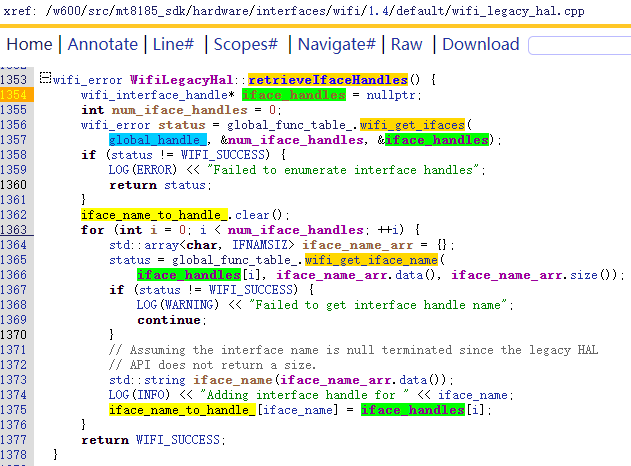 xref: /w600/src/mt8185_sdk/hardware/interfaces/wifi/1.4/default/wifi_legacy_hal.cpp
Home | Annotate | Line# | Scopes# | Navigate# | Raw | Download
1353 wifi_error WifiLegacyHal::retrieveIfaceHandles() {
1354     wifi_interface_handle* iface_handles = nullptr;
1355     int num_iface_handles = 0;
1356     wifi_error status = global_func_table_.wifi_get_ifaces(
1357         global_handle_, &num_iface_handles, &iface_handles);
1358     if (status != WIFI_SUCCESS) {
1359         LOG(ERROR) << "Failed to enumerate interface handles";
1360         return status;
1361     }
1362     iface_name_to_handle_.clear();
1363     for (int i = 0; i < num_iface_handles; ++i) {
1364         std::array<char, IFNAMSIZ> iface_name_arr = {};
1365         status = global_func_table_.wifi_get_iface_name(
1366             iface_handles[i], iface_name_arr.data(), iface_name_arr.size());
1367         if (status != WIFI_SUCCESS) {
1368             LOG(WARNING) << "Failed to get interface handle name";
1369             continue;
1370         }
1371         // Assuming the interface name is null terminated since the legacy HAL
1372         // API does not return a size.
1373         std::string iface_name(iface_name_arr.data());
1374         LOG(INFO) << "Adding interface handle for " << iface_name;
1375         iface_name_to_handle_[iface_name] = iface_handles[i];
1376     }
1377     return WIFI_SUCCESS;
1378 }